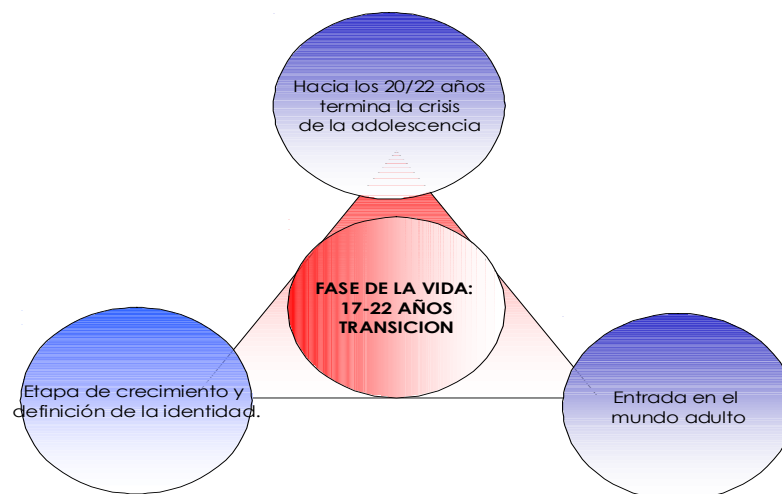 Hacia los 20/22 años
termina la crisis
de la adolescencia
FASE DE LA VIDA:
17-22 AÑOS
TRANSICION
Etapa de crecimiento y
definición de la identidad.
Entrada en el
mundo adulto